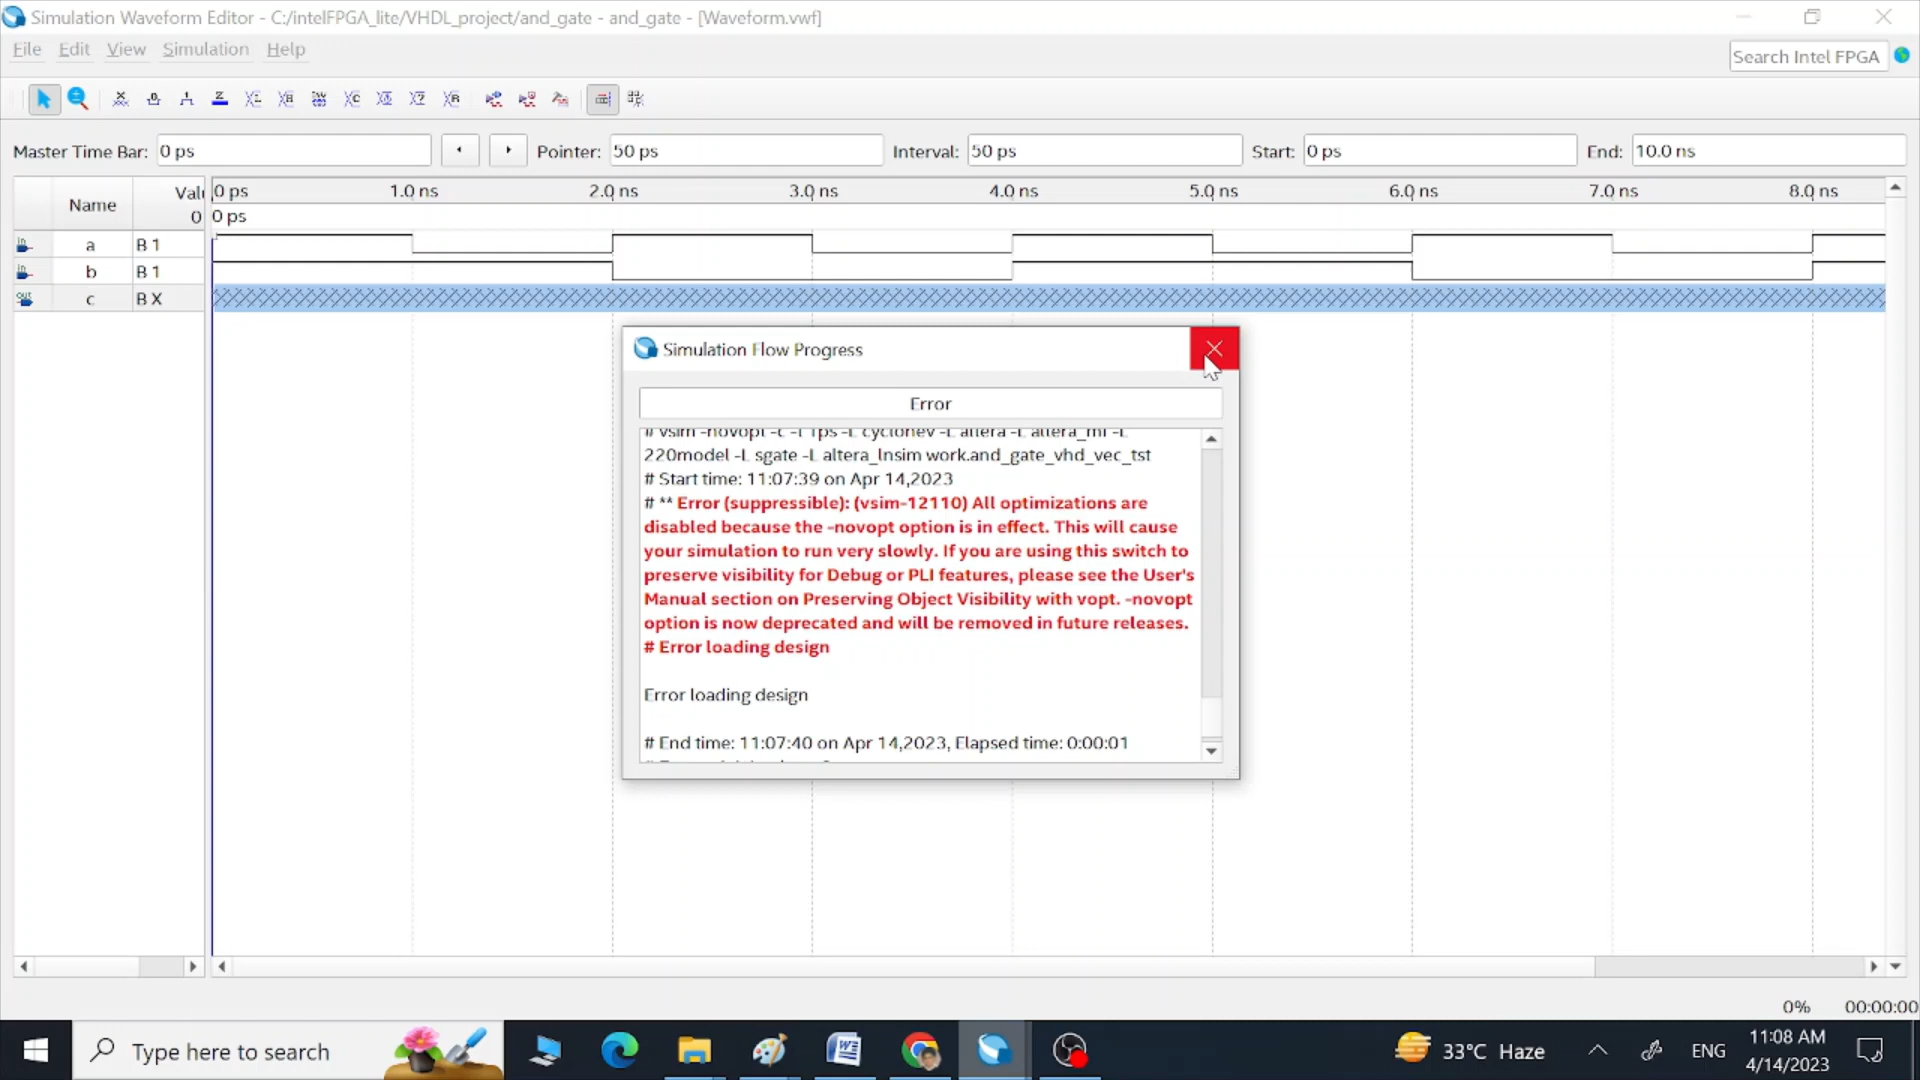 Simulation Waveform Editor - C:/intelFPGA_lite/VHDL_project/and_gate - and_gate - [Waveform.vwf]
File Edit View Simulation Help
Search Intel FPGA
Master Time Bar: 0 ps Pointer: 50 ps Interval: 50 ps Start: 0 ps End: 10.0 ns
Name Valu 0
0 ps 1.0 ns 2.0 ns 3.0 ns 4.0 ns 5.0 ns 6.0 ns 7.0 ns 8.0 ns
0 ps
a B 1
b B 1
c B X
Simulation Flow Progress
Error
# vsim -novopt -c -t 1ps -L cyclonev -L altera -L altera_mf -L
220model -L sgate -L altera_lnsim work.and_gate_vhd_vec_tst
# Start time: 11:07:39 on Apr 14,2023
# ** Error (suppressible): (vsim-12110) All optimizations are
disabled because the -novopt option is in effect. This will cause
your simulation to run very slowly. If you are using this switch to
preserve visibility for Debug or PLI features, please see the User's
Manual section on Preserving Object Visibility with vopt. -novopt
option is now deprecated and will be removed in future releases.
# Error loading design
Error loading design
# End time: 11:07:40 on Apr 14,2023, Elapsed time: 0:00:01
0% 00:00:00
Type here to search
33°C Haze
ENG
11:08 AM
4/14/2023